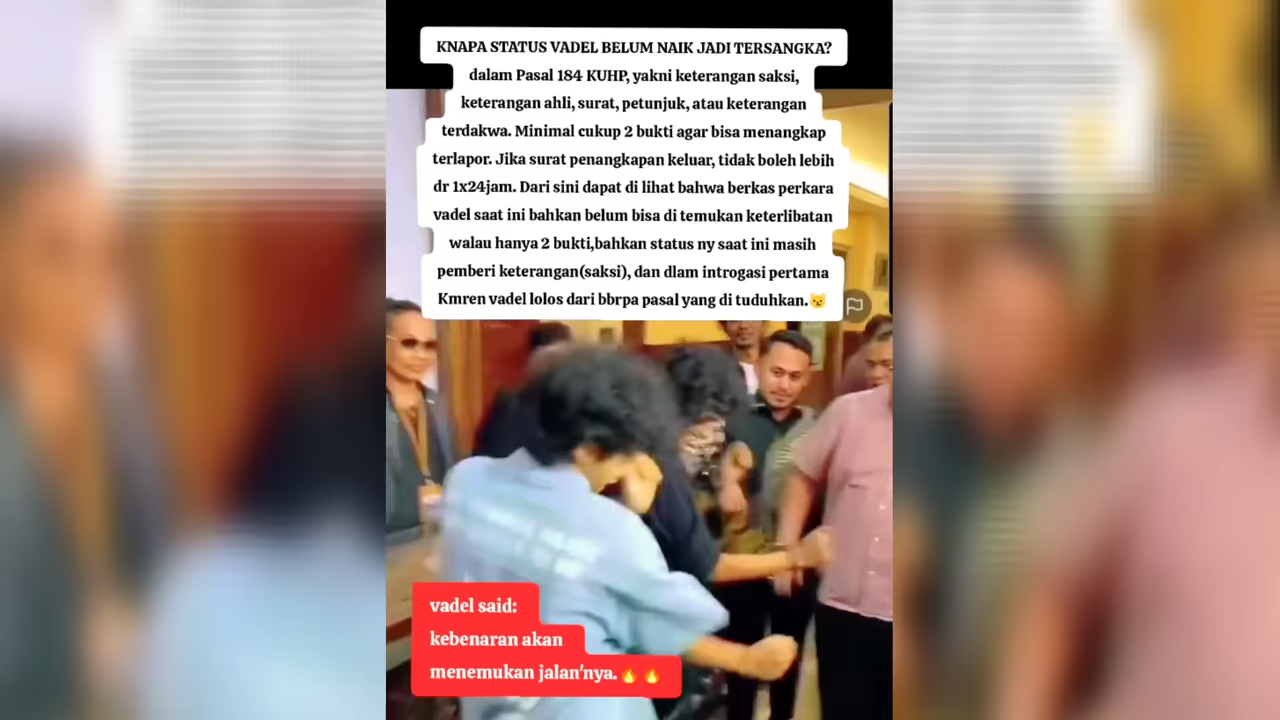 KNAPA STATUS VADEL BELUM NAIK JADI TERSANGKA?
dalam Pasal 184 KUHP, yakni keterangan saksi,
keterangan ahli, surat, petunjuk, atau keterangan
terdakwa. Minimal cukup 2 bukti agar bisa menangkap
terlapor. Jika surat penangkapan keluar, tidak boleh lebih
dr 1x24jam. Dari sini dapat di lihat bahwa berkas perkara
vadel saat ini bahkan belum bisa di temukan keterlibatan
walau hanya 2 bukti,bahkan status ny saat ini masih
pemberi keterangan(saksi), dan dlam introgasi pertama
Kmren vadel lolos dari bbrpa pasal yang di tuduhkan.😼
vadel said:
kebenaran akan
menemukan jalan'nya.🔥🔥